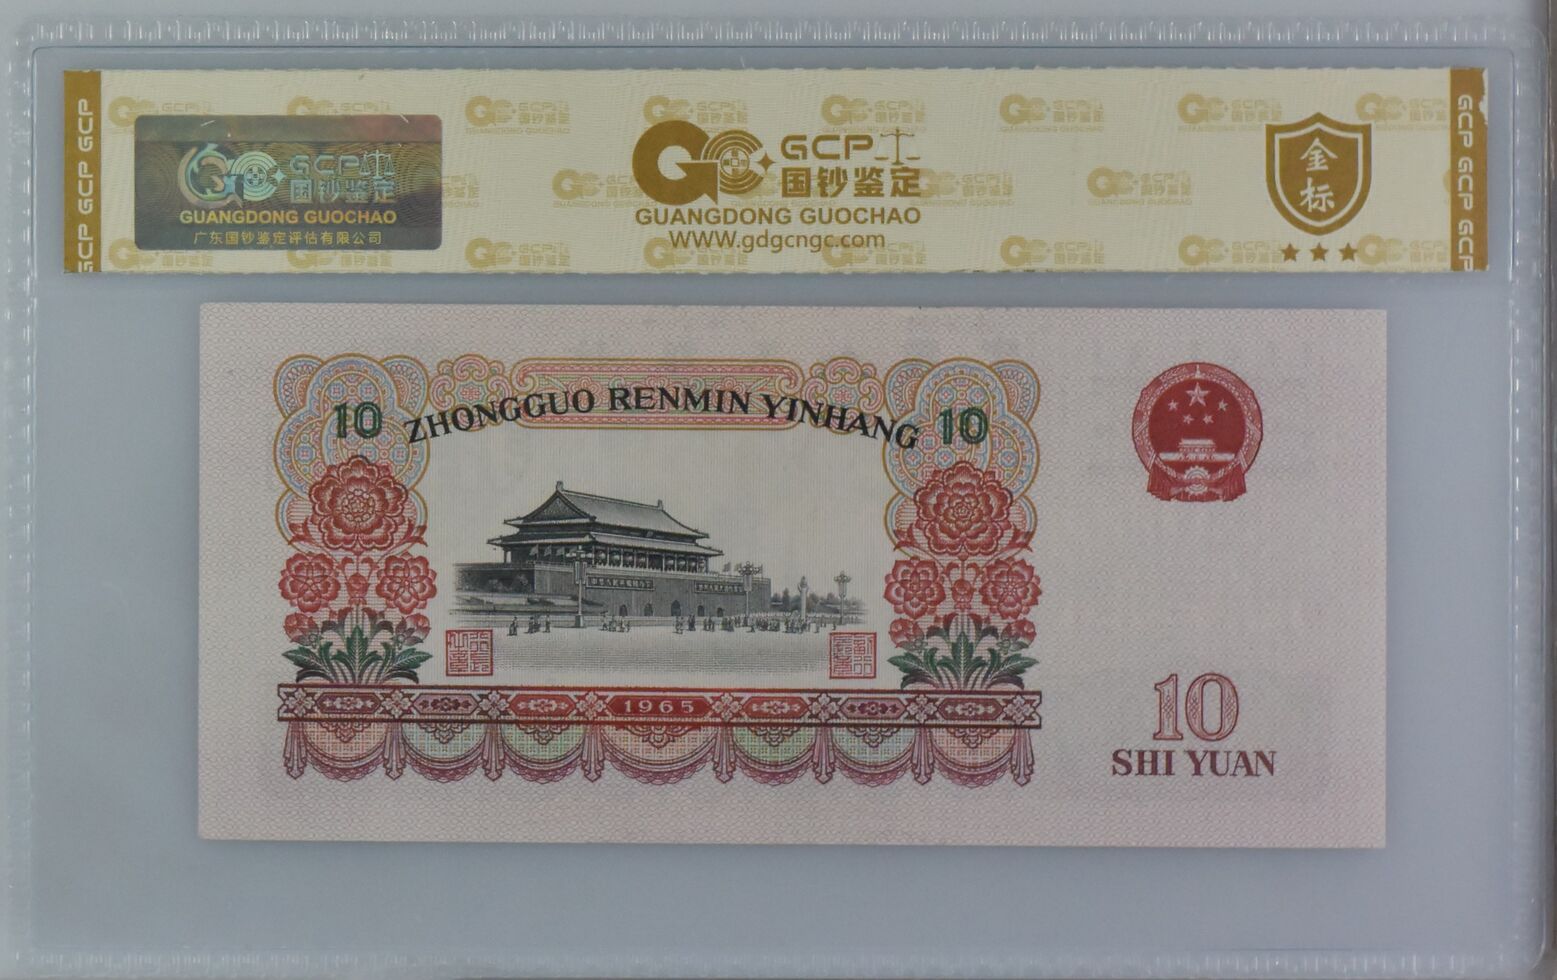 GCP GCP GCP
GCP
国钞鉴定
GUANGDONG GUOCHAO
广东国钞鉴定评估有限公司
GCP
国钞鉴定
GUANGDONG GUOCHAO
WWW.gdgcngc.com
金
标
GCP GCP GCP
10
ZHONGGUO RENMIN YINHANG
10
1965
10
SHI YUAN